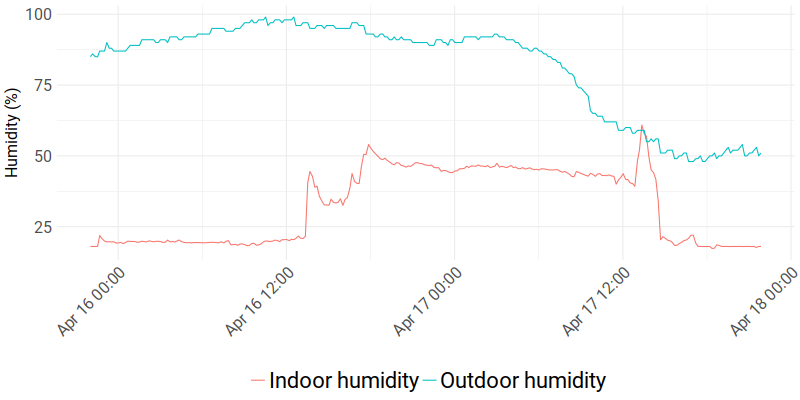 100
75
50
25
Humidity (%)
Apr 16 00:00
Apr 16 12:00
Apr 17 00:00
Apr 17 12:00
Apr 18 00:00
Indoor humidity Outdoor humidity